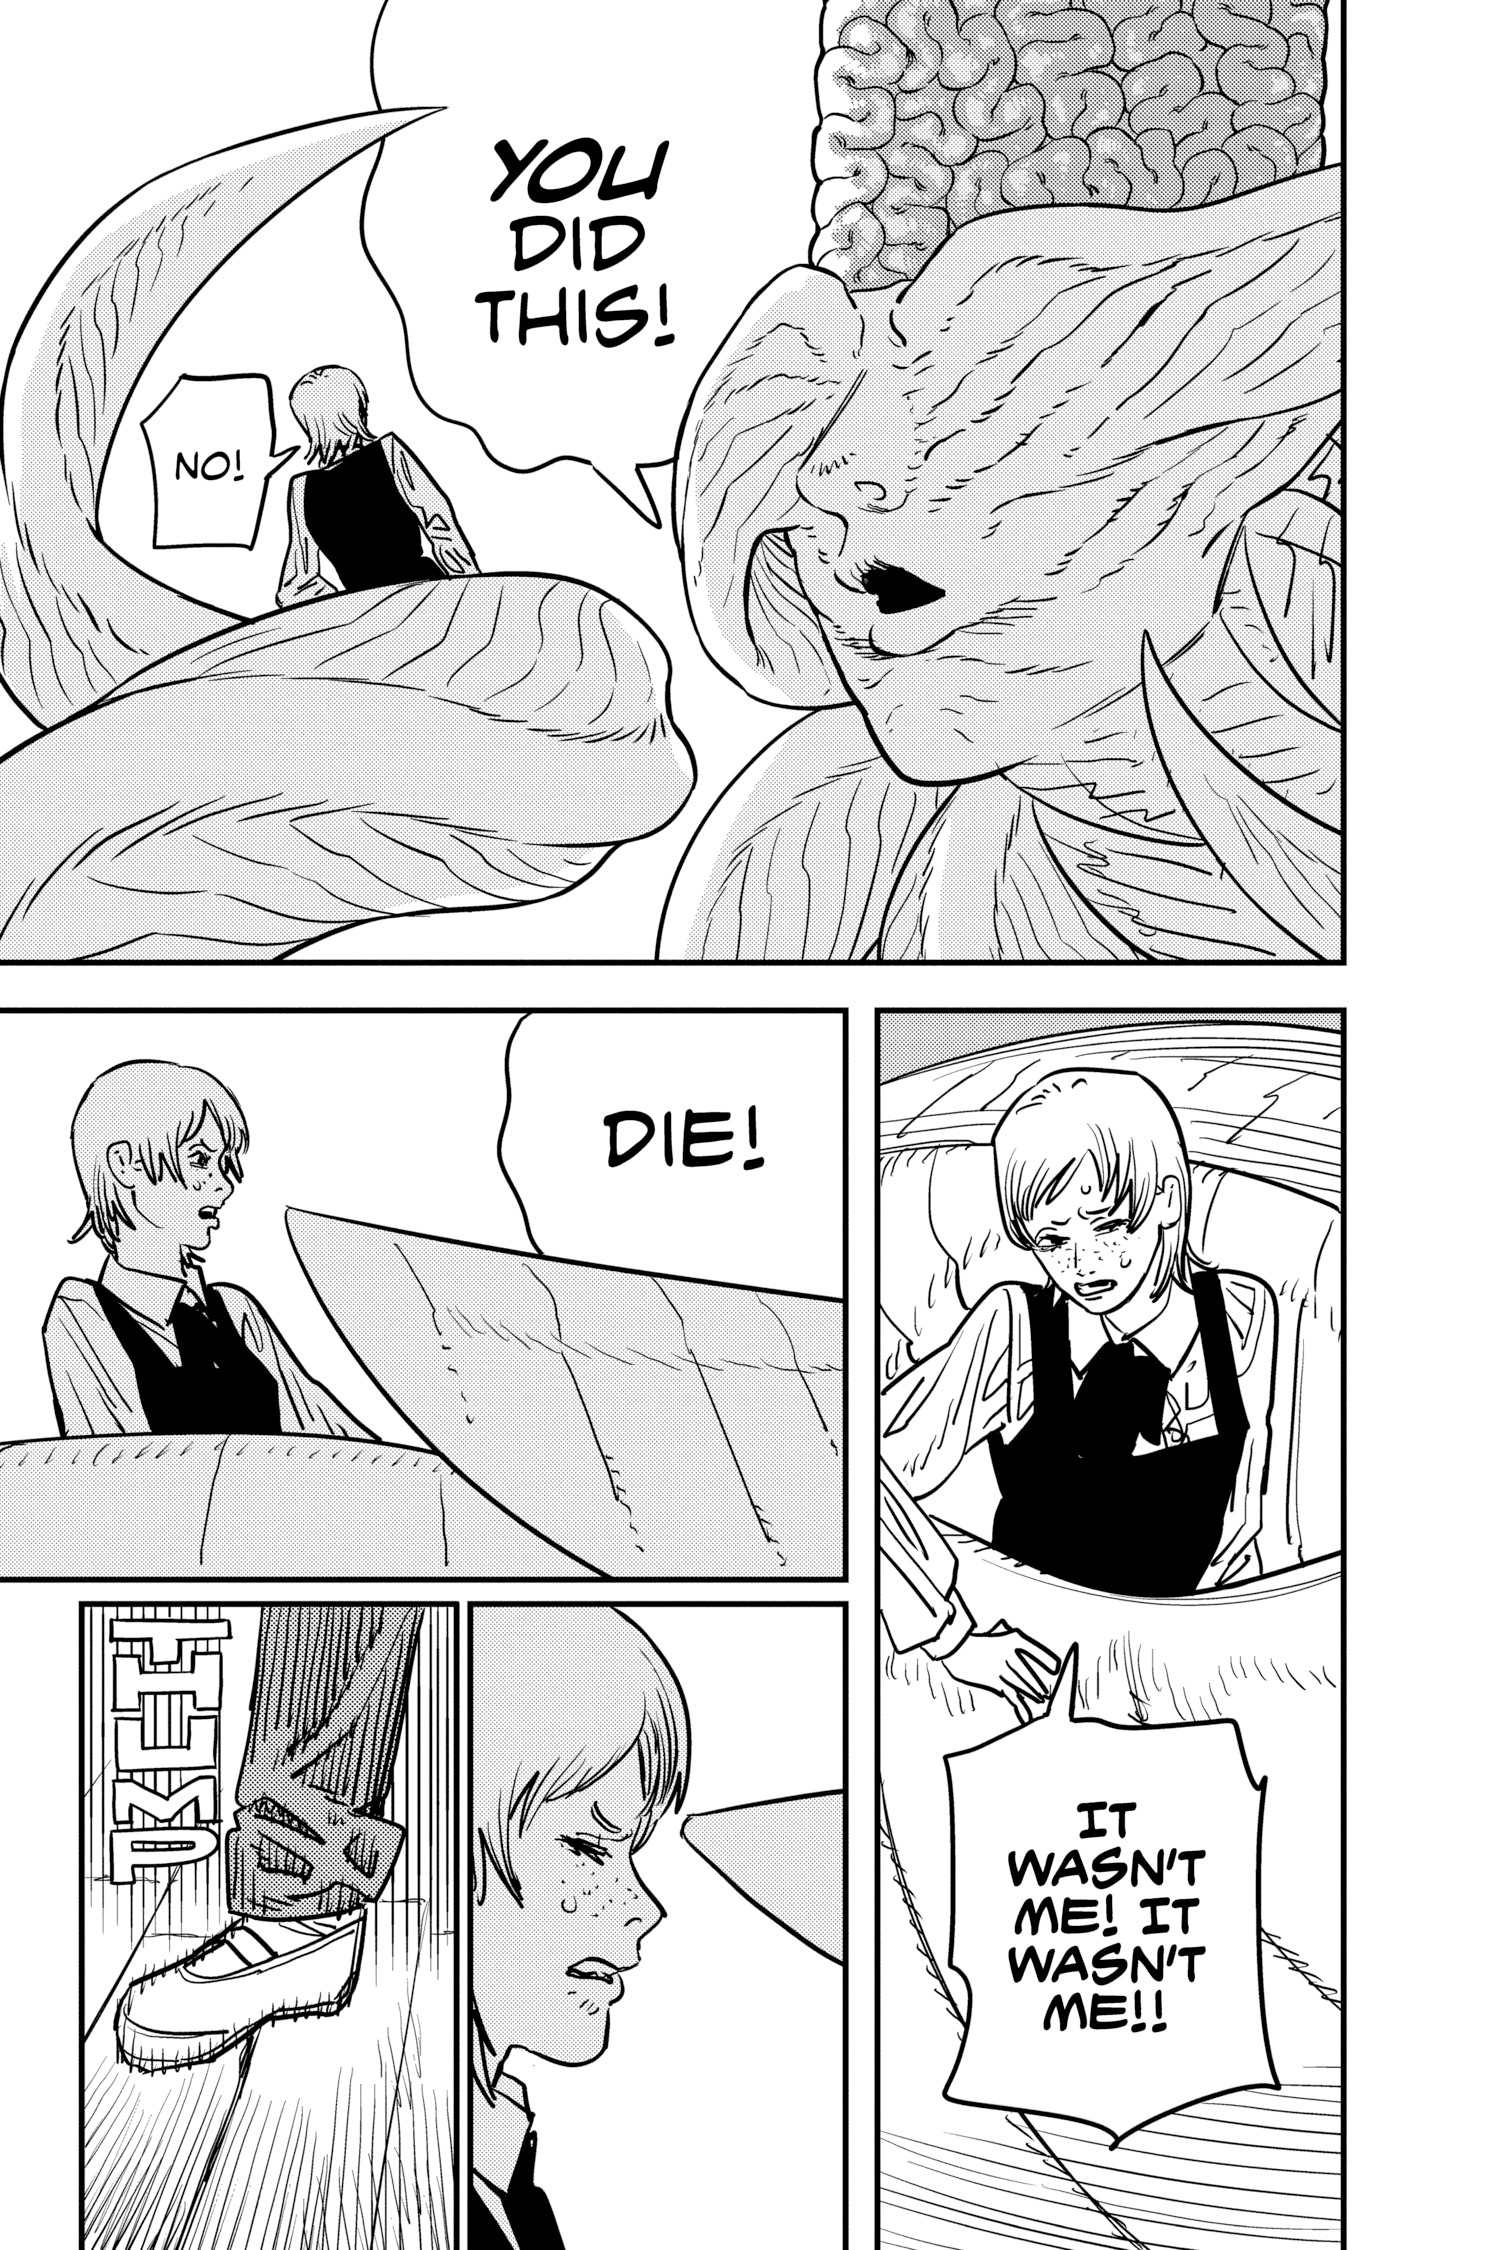 YOU
DID
THIS!
NO!
IT
WASN'T
ME! IT
WASN'T
ME!!
DIE!
THUMP